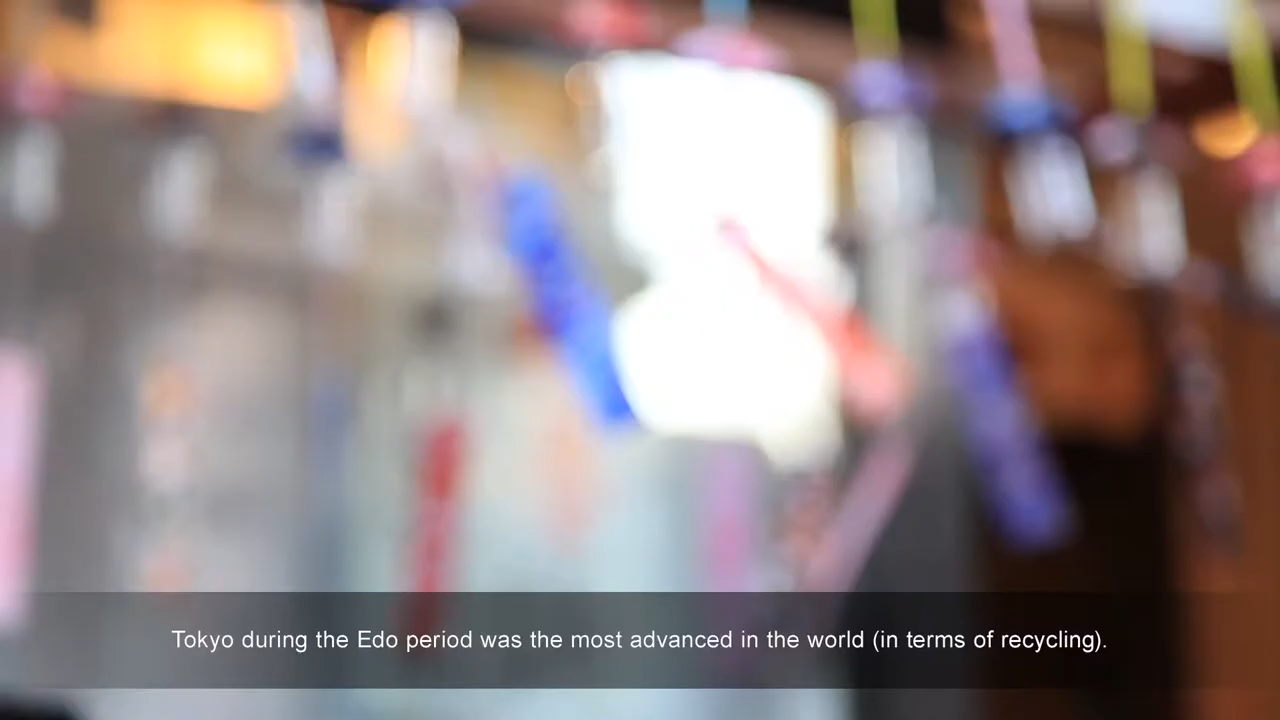 Tokyo during the Edo period was the most advanced in the world (in terms of recycling).